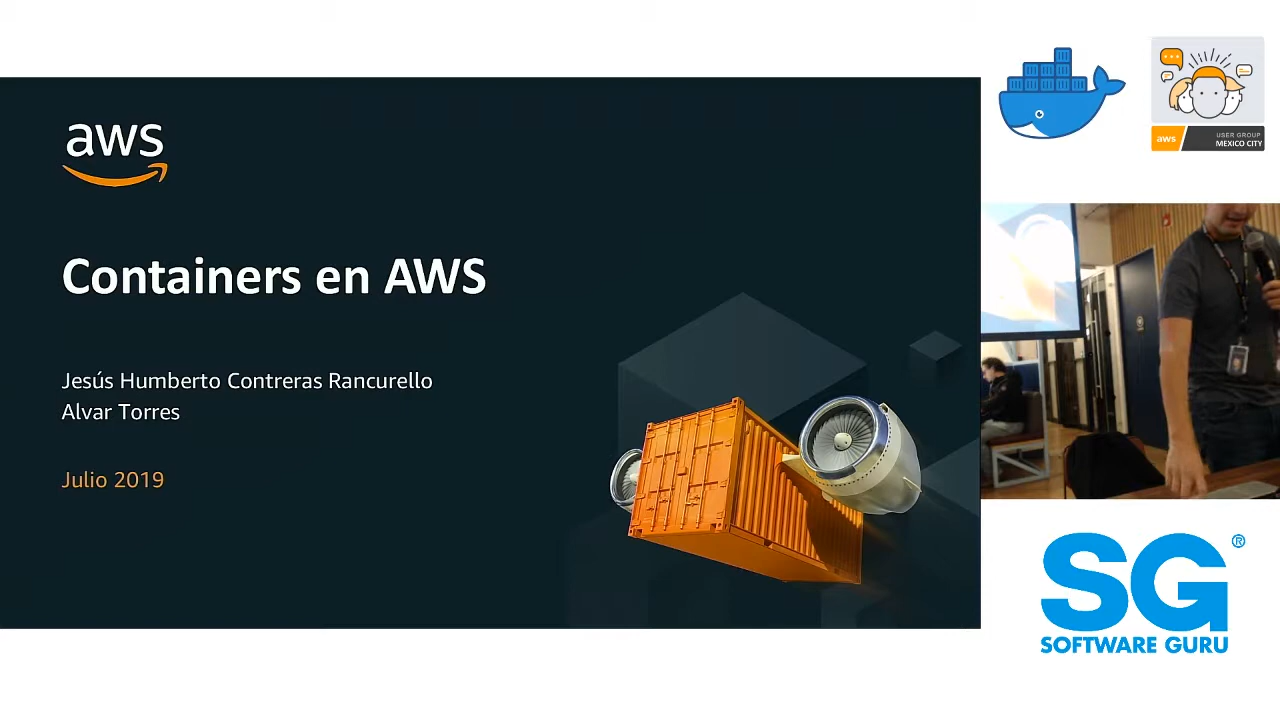 aws
Containers en AWS
Jesús Humberto Contreras Rancurello
Alvar Torres
Julio 2019
aws
USER GROUP
MEXICO CITY
SG®
SOFTWARE GURU